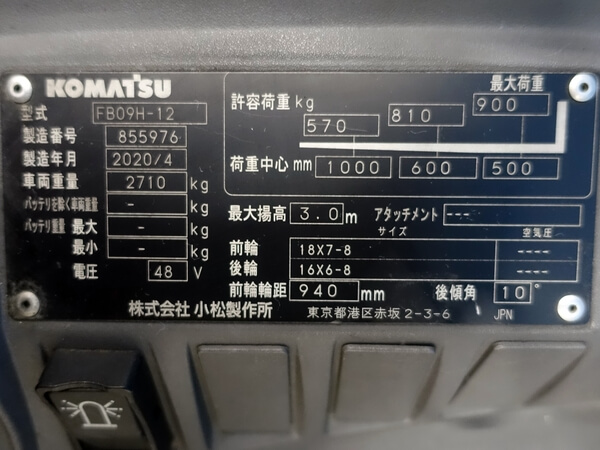 KOMATSU
型式 FB09H-12
製造番号 855976
製造年月 2020/4
車両重量 2710 kg
バッテリを除く車両重量 - kg
バッテリ重量 最大 - kg
最小 - kg
電圧 48 V
最大荷重
許容荷重 kg 570 810 900
荷重中心 mm 1000 600 500
最大揚高 3.0 m アタッチメント ---
サイズ 空気圧
前輪 18X7-8 ----
後輪 16X6-8 ----
前輪輪距 940 mm 後傾角 10°
株式会社 小松製作所 東京都港区赤坂 2-3-6 JPN